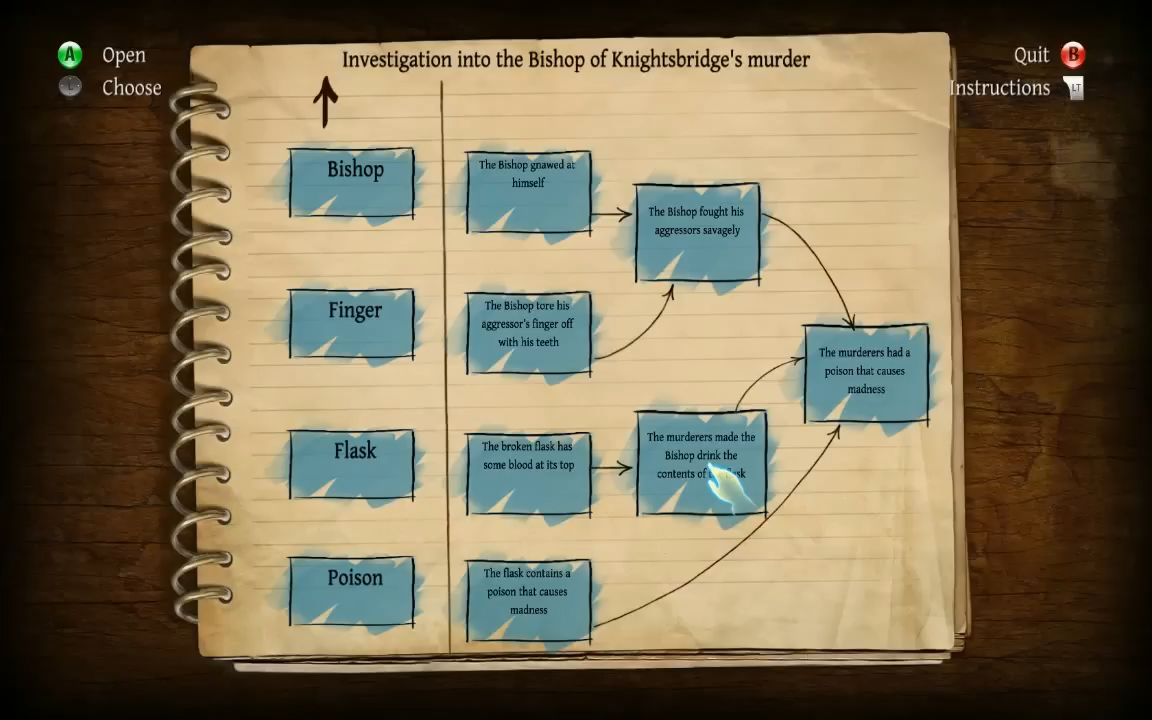 Investigation into the Bishop of Knightsbridge's murder
A Open
L Choose
Quit B
Instructions LT
Bishop
The Bishop gnawed at
himself
The Bishop fought his
aggressors savagely
Finger
The Bishop tore his
aggressor's finger off
with his teeth
The murderers had a
poison that causes
madness
Flask
The broken flask has
some blood at its top
The murderers made the
Bishop drink the
contents of
Poison
The flask contains a
poison that causes
madness